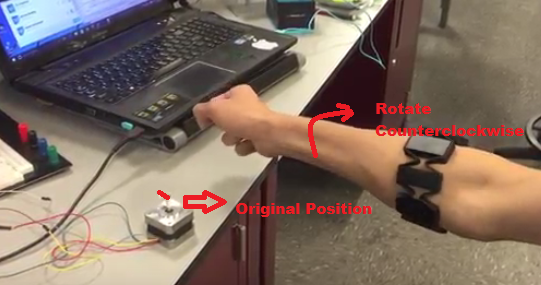 Rotate
Counterclockwise
Original Position